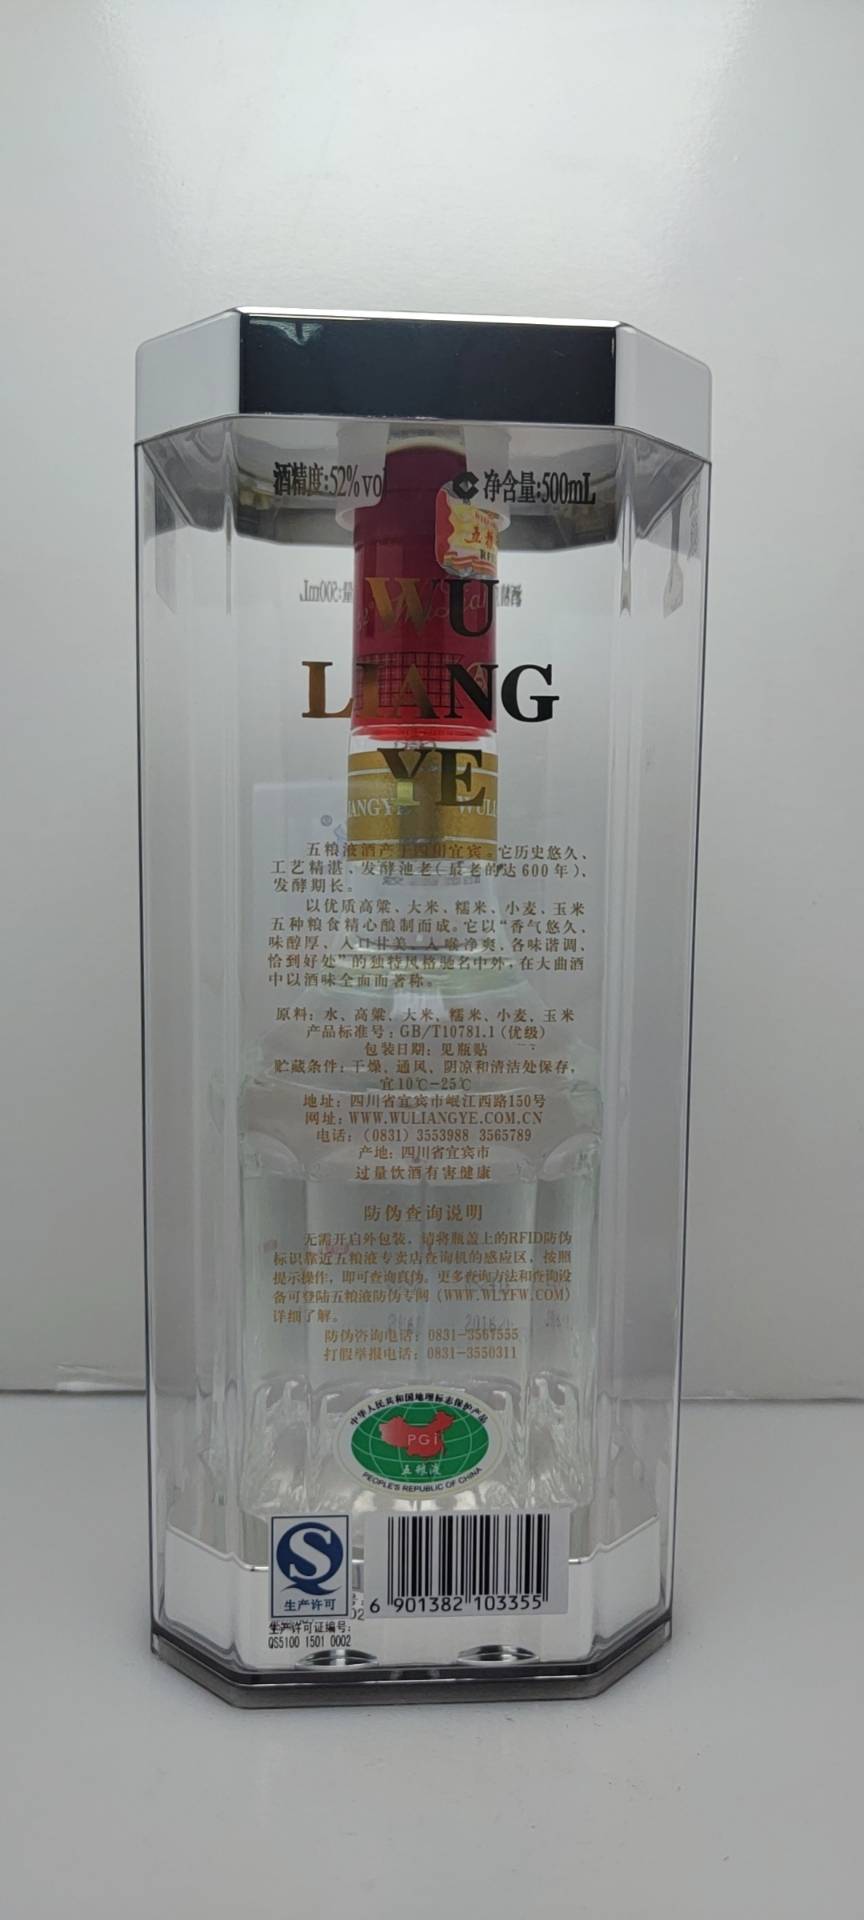 酒精度:52%vol
净含量:500mL
WU
LIANG
YE
五粮液酒产于四川宜宾。它历史悠久、
工艺精湛、发酵池老(最老的达600年)、
发酵期长。
以优质高粱、大米、糯米、小麦、玉米
五种粮食精心酿制而成。它以“香气悠久、
味醇厚、入口甘美、入喉净爽、各味谐调、
恰到好处”的独特风格驰名中外,在大曲酒
中以酒味全面而著称。
原料:水、高粱、大米、糯米、小麦、玉米
产品标准号:GB/T10781.1(优级)
包装日期:见瓶贴
贮藏条件:干燥、通风、阴凉和清洁处保存,
宜10℃-25℃
地址:四川省宜宾市岷江西路150号
网址:WWW.WULIANGYE.COM.CN
电话:(0831) 3553988 3565789
产地:四川省宜宾市
过量饮酒有害健康
防伪查询说明
无需开启外包装,请将瓶盖上的RFID防伪
标识靠近五粮液专卖店查询机的感应区,按照
提示操作,即可查询真伪。更多查询方法和查询设
备可登陆五粮液防伪专网(WWW.WLYFW.COM)
详细了解。
防伪咨询电话:0831-3567555
打假举报电话:0831-3550311
中华人民共和国地理标志保护产品
PGI
五粮液
PEOPLE'S REPUBLIC OF CHINA
S
生产许可
生产许可证编号:
QS5100 1501 0002
6 901382 103355